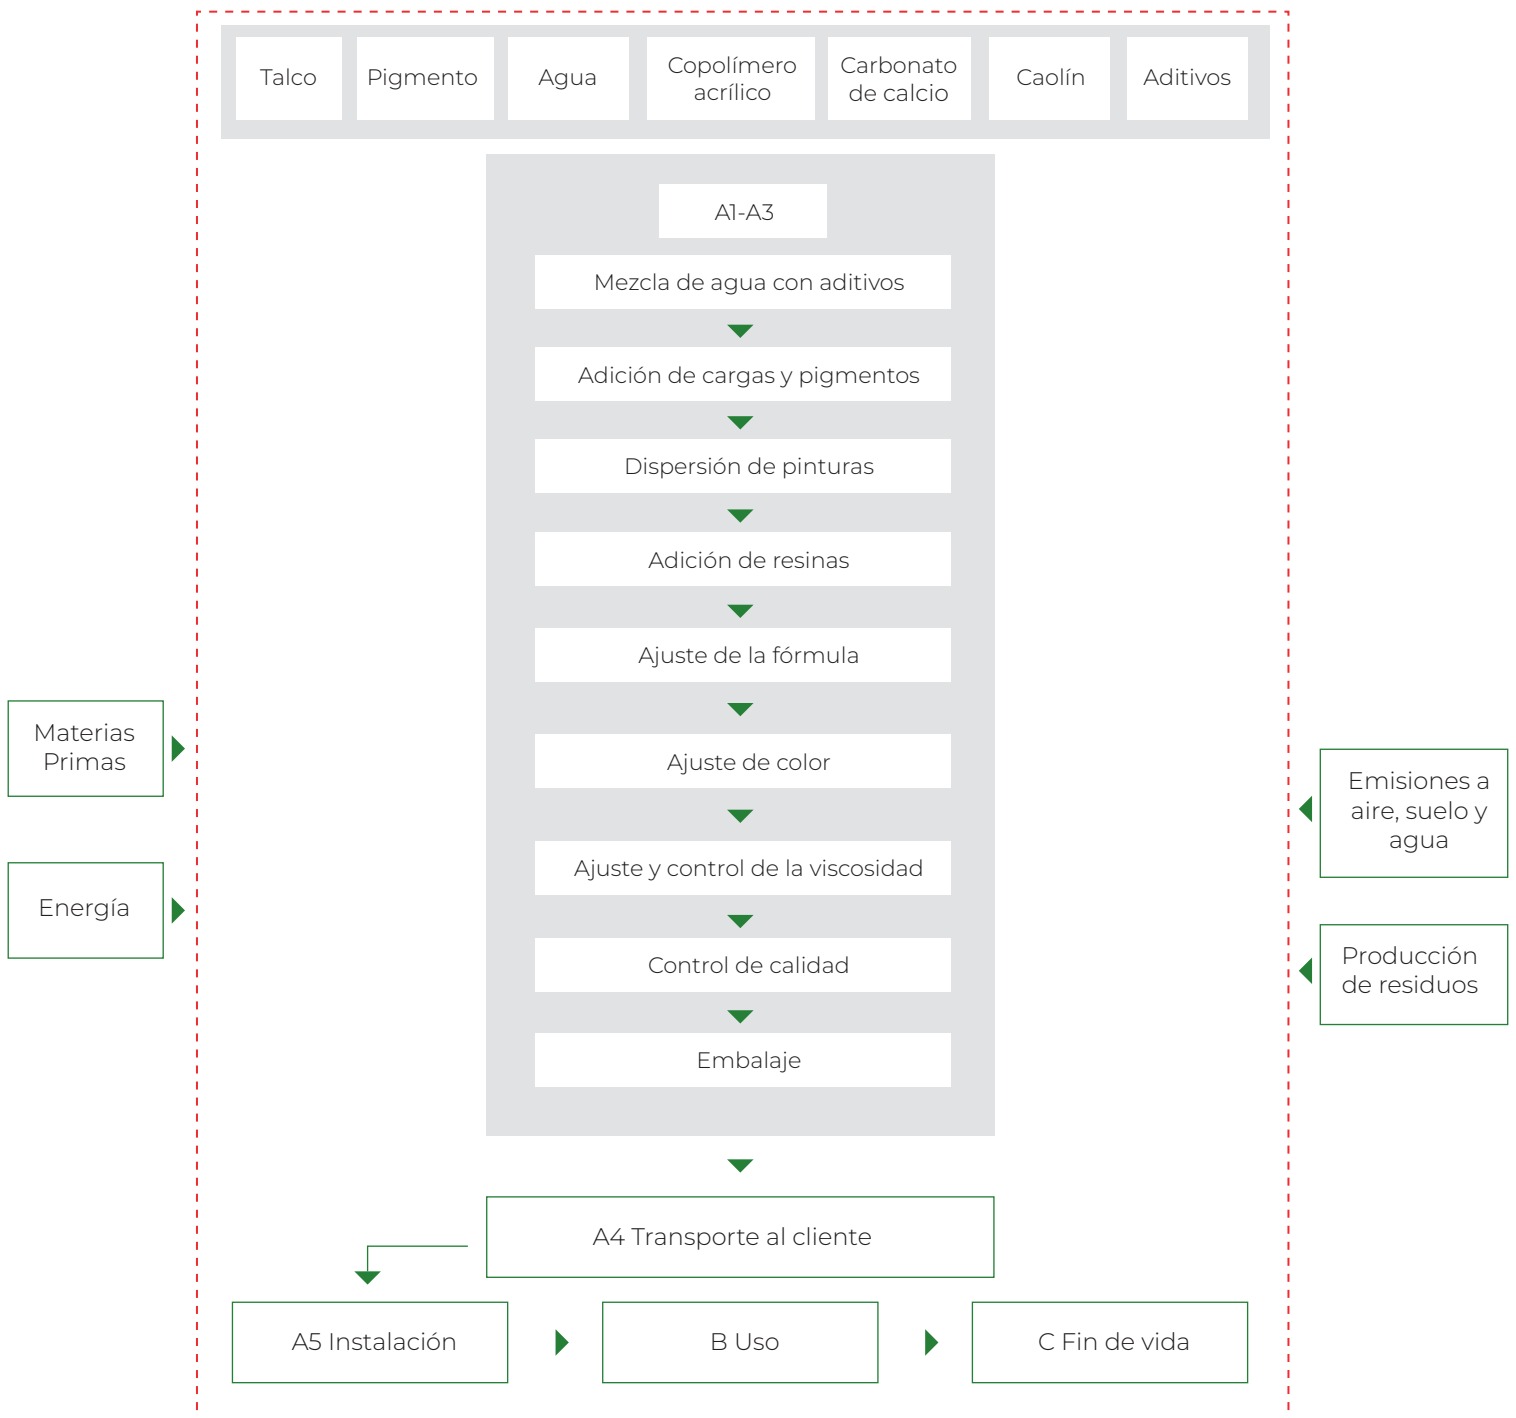 Talco
Pigmento
Agua
Copolímero
acrílico
Carbonato
de calcio
Caolín
Aditivos
A1-A3
Mezcla de agua con aditivos
Adición de cargas y pigmentos
Dispersión de pinturas
Adición de resinas
Ajuste de la fórmula
Ajuste de color
Ajuste y control de la viscosidad
Control de calidad
Embalaje
Materias
Primas
Energía
Emisiones a
aire, suelo y
agua
Producción
de residuos
A4 Transporte al cliente
A5 Instalación
B Uso
C Fin de vida